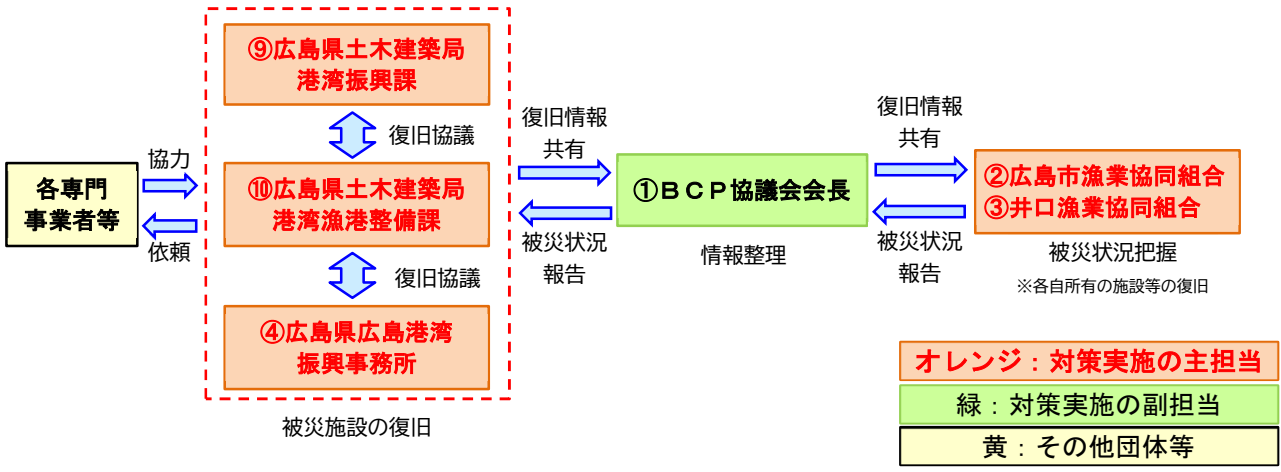 ⑨広島県土木建築局
港湾振興課
復旧協議
協力
各専門
事業者等
依頼
⑩広島県土木建築局
港湾漁港整備課
復旧協議
④広島県広島港湾
振興事務所
被災施設の復旧
復旧情報
共有
被災状況
報告
①ＢＣＰ協議会会長
情報整理
復旧情報
共有
被災状況
報告
②広島市漁業協同組合
③井口漁業協同組合
被災状況把握
※各自所有の施設等の復旧
オレンジ：対策実施の主担当
緑：対策実施の副担当
黄：その他団体等